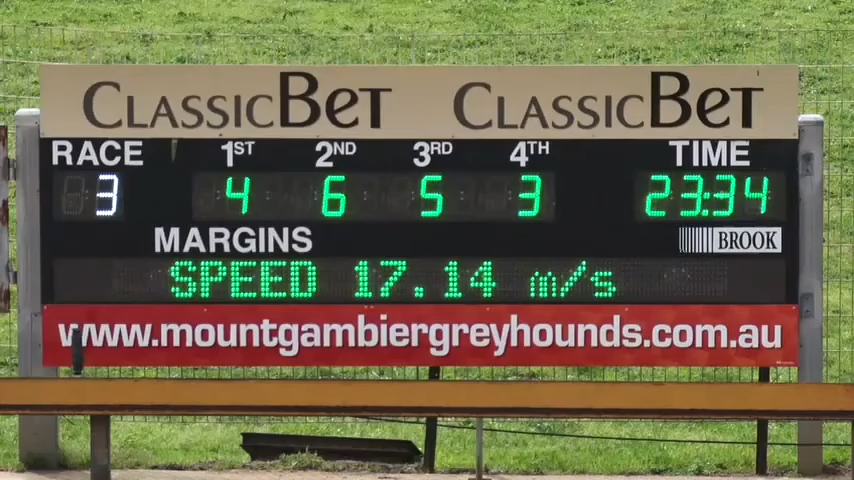 CLASSICBET CLASSICBET
RACE 1ST 2ND 3RD 4TH TIME
3 4 6 5 3 23:34
MARGINS BROOK
SPEED 17.14 m/s
www.mountgambiergreyhounds.com.au